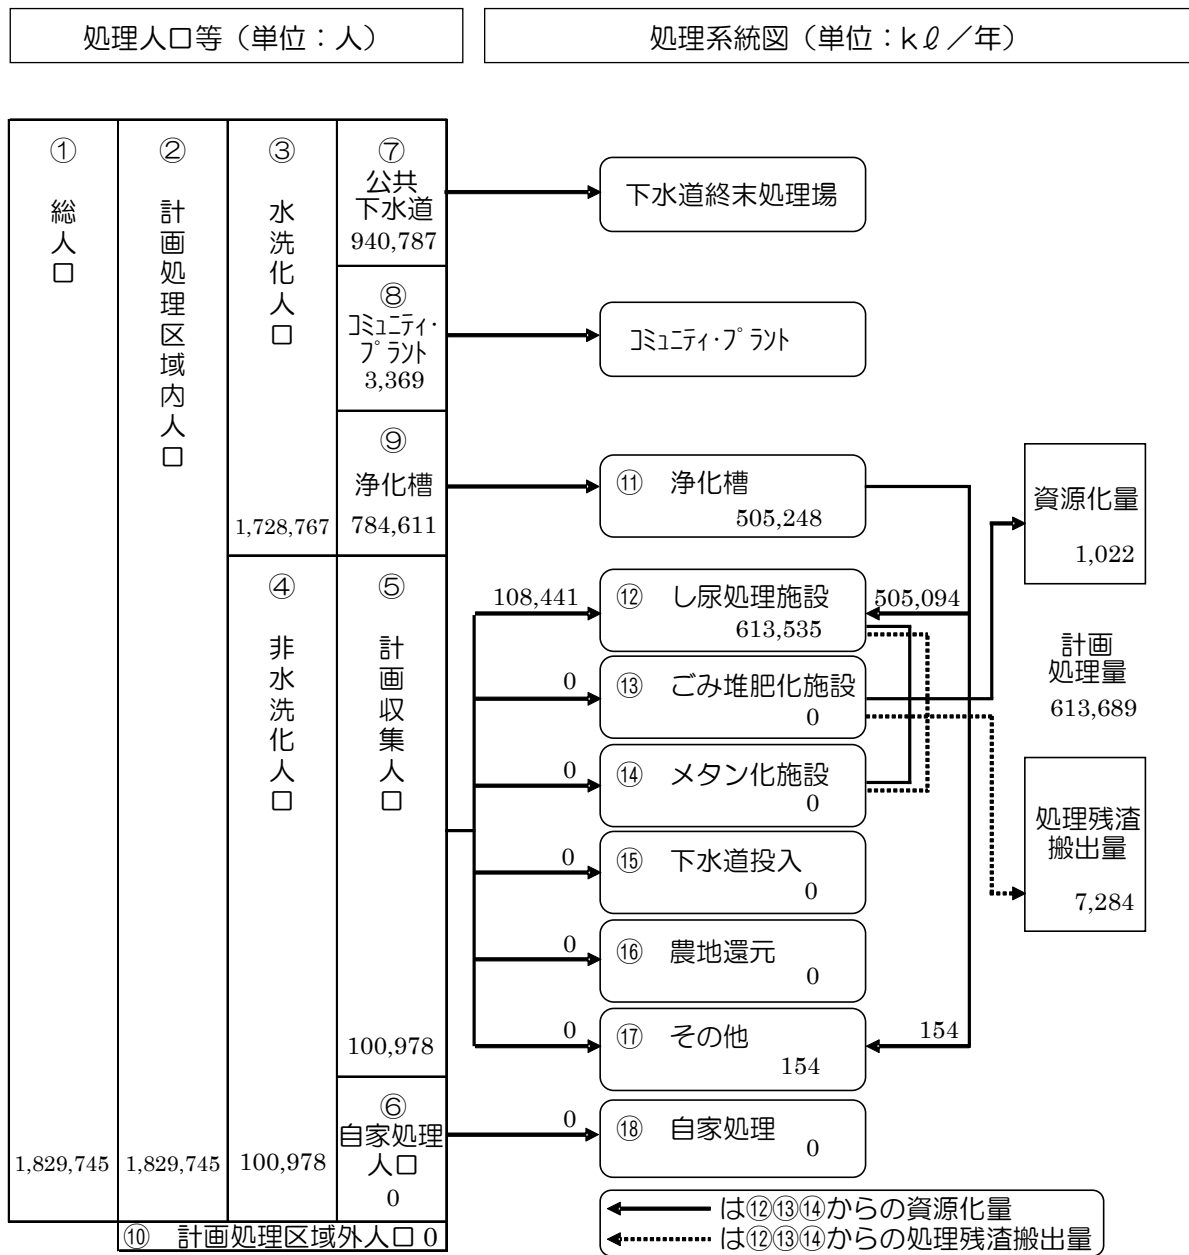 処理人口等（単位：人）
処理系統図（単位：kℓ／年）
①
総人口
1,829,745
②
計画処理区域内人口
1,829,745
③
水洗化人口
1,728,767
④
非水洗化人口
100,978
⑦
公共
下水道
940,787
⑧
コミュニティ・
プラント
3,369
⑨
浄化槽
784,611
⑤
計画収集人口
100,978
⑥
自家処理
人口
0
⑩ 計画処理区域外人口 0
下水道終末処理場
コミュニティ・プラント
⑪ 浄化槽
505,248
108,441
⑫ し尿処理施設
613,535
505,094
0
⑬ ごみ堆肥化施設
0
0
⑭ メタン化施設
0
0
⑮ 下水道投入
0
0
⑯ 農地還元
0
0
⑰ その他
154
154
0
⑱ 自家処理
0
資源化量
1,022
計画
処理量
613,689
処理残渣
搬出量
7,284
は⑫⑬⑭からの資源化量
は⑫⑬⑭からの処理残渣搬出量